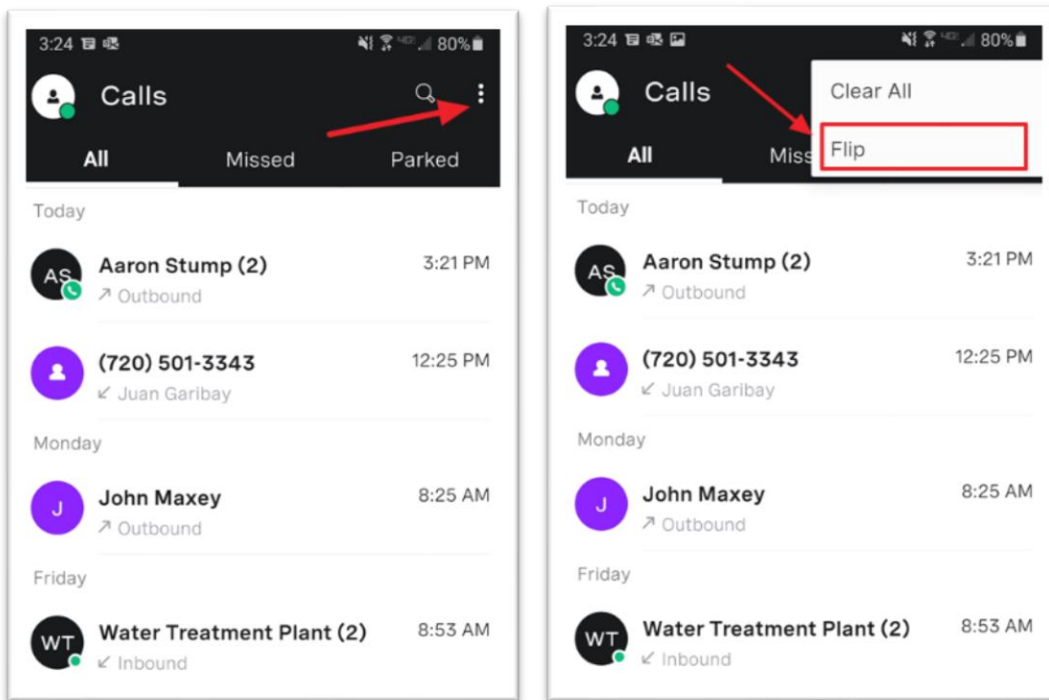 3:24 80%
Calls
All Missed Parked
Today
AS Aaron Stump (2) 3:21 PM
Outbound
(720) 501-3343 12:25 PM
Juan Garibay
Monday
J John Maxey 8:25 AM
Outbound
Friday
WT Water Treatment Plant (2) 8:53 AM
Inbound
3:24 80%
Calls
Clear All
Flip
All Miss
Today
AS Aaron Stump (2) 3:21 PM
Outbound
(720) 501-3343 12:25 PM
Juan Garibay
Monday
J John Maxey 8:25 AM
Outbound
Friday
WT Water Treatment Plant (2) 8:53 AM
Inbound